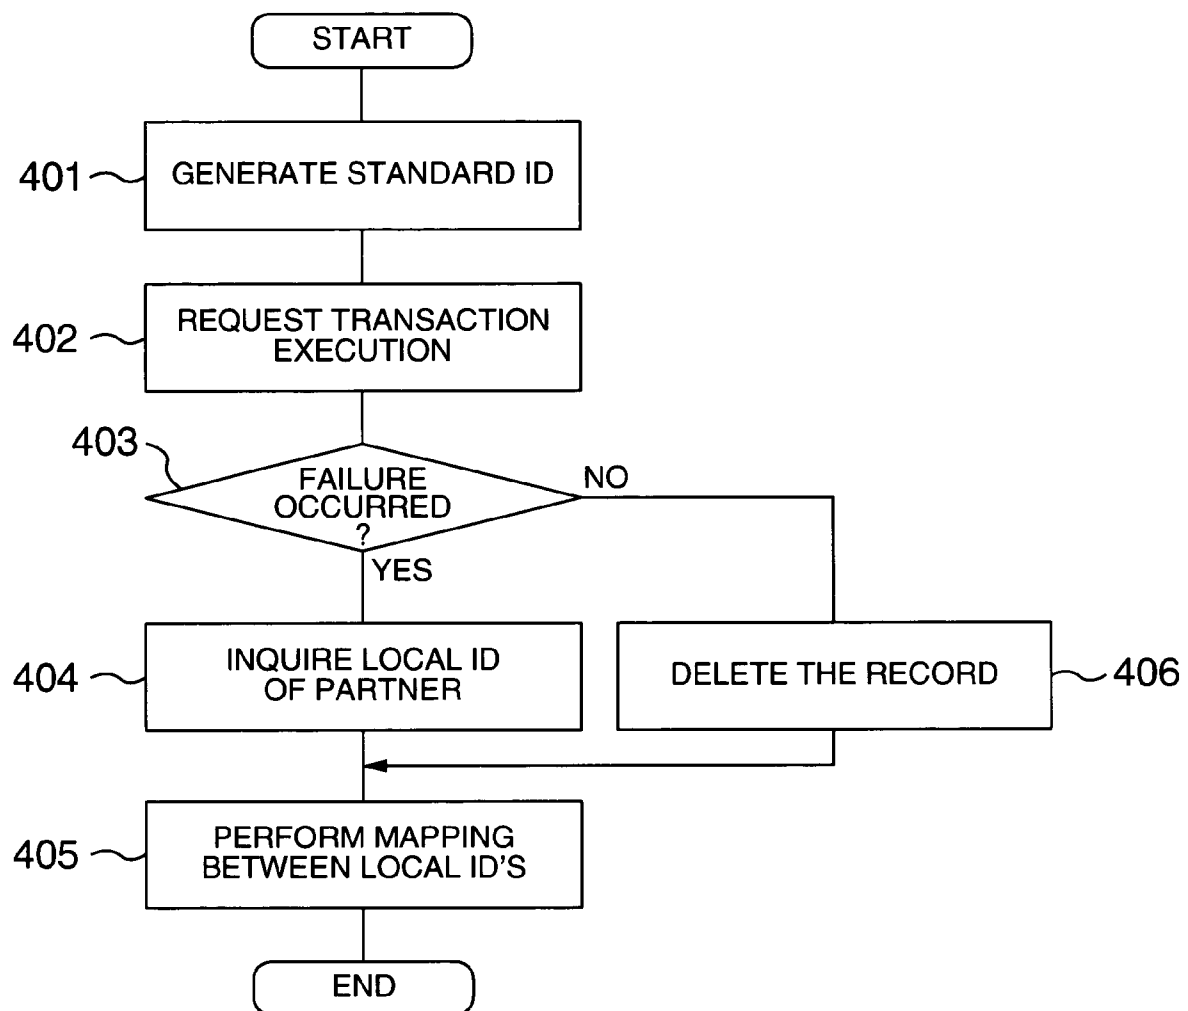 START
401
GENERATE STANDARD ID
402
REQUEST TRANSACTION
EXECUTION
403
FAILURE
OCCURRED
?
NO
YES
404
INQUIRE LOCAL ID
OF PARTNER
DELETE THE RECORD
406
405
PERFORM MAPPING
BETWEEN LOCAL ID'S
END